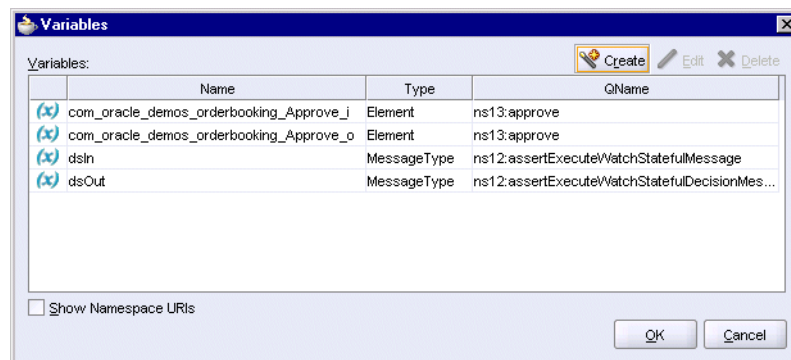 Variables
Variables:
Create Edit Delete
Name Type QName
(x) com_oracle_demos_orderbooking_Approve_i Element ns13:approve
(x) com_oracle_demos_orderbooking_Approve_o Element ns13:approve
(x) dsIn MessageType ns12:assertExecuteWatchStatefulMessage
(x) dsOut MessageType ns12:assertExecuteWatchStatefulDecisionMes...
Show Namespace URIs
OK Cancel